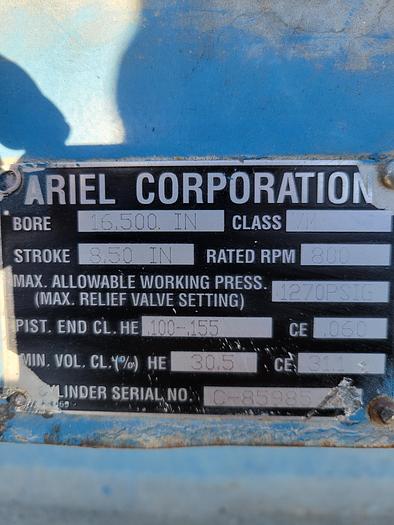 ARIEL CORPORATION
BORE 16.500 IN CLASS
STROKE 8.50 IN RATED RPM 800
MAX. ALLOWABLE WORKING PRESS.
(MAX. RELIEF VALVE SETTING) 1270PSIG
PIST. END CL. HE .100-.155 CE .060
MIN. VOL. CL.(%) HE 30.5 CE
CYLINDER SERIAL NO. C-85985